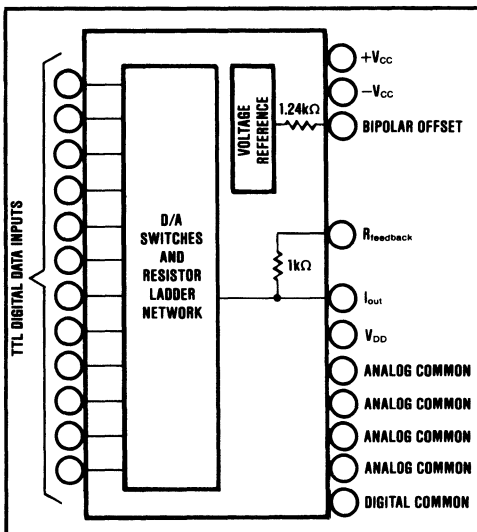 TTL DIGITAL DATA INPUTS
D/A
SWITCHES
AND
RESISTOR
LADDER
NETWORK
VOLTAGE
REFERENCE
1.24kΩ
1kΩ
+VCC
-VCC
BIPOLAR OFFSET
Rfeedback
Iout
VDD
ANALOG COMMON
ANALOG COMMON
ANALOG COMMON
ANALOG COMMON
DIGITAL COMMON